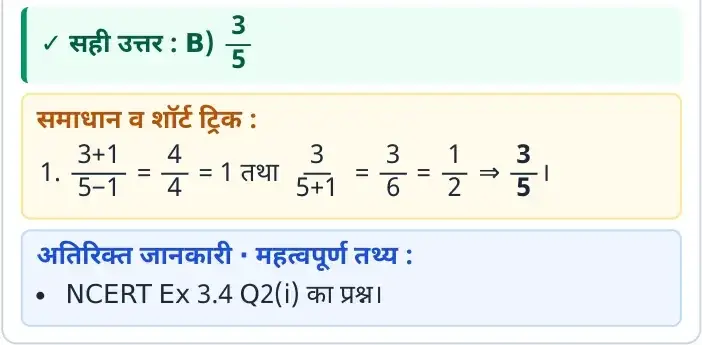 ✓ सही उत्तर : B) 3/5
समाधान व शॉर्ट ट्रिक :
1. 3+1/5−1 = 4/4 = 1 तथा 3/5+1 = 3/6 = 1/2 ⇒ 3/5।
अतिरिक्त जानकारी · महत्वपूर्ण तथ्य :
• NCERT Ex 3.4 Q2(i) का प्रश्न।